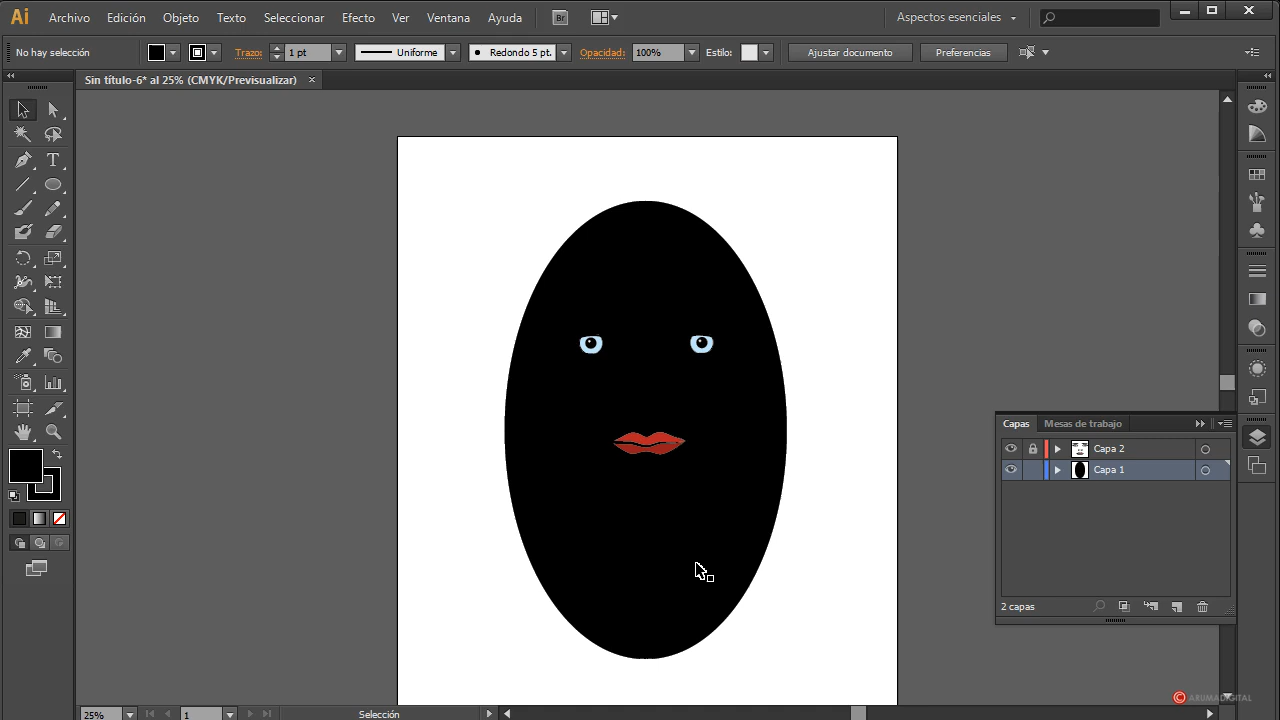 Ai Archivo Edición Objeto Texto Seleccionar Efecto Ver Ventana Ayuda Br Aspectos esenciales
No hay selección Trazo: 1 pt Uniforme Redondo 5 pt. Opacidad: 100% Estilo: Ajustar documento Preferencias
Sin título-6* al 25% (CMYK/Previsualizar)
Capas Mesas de trabajo
Capa 2
Capa 1
2 capas
© ARUMADIGITAL
25% 1 Selección